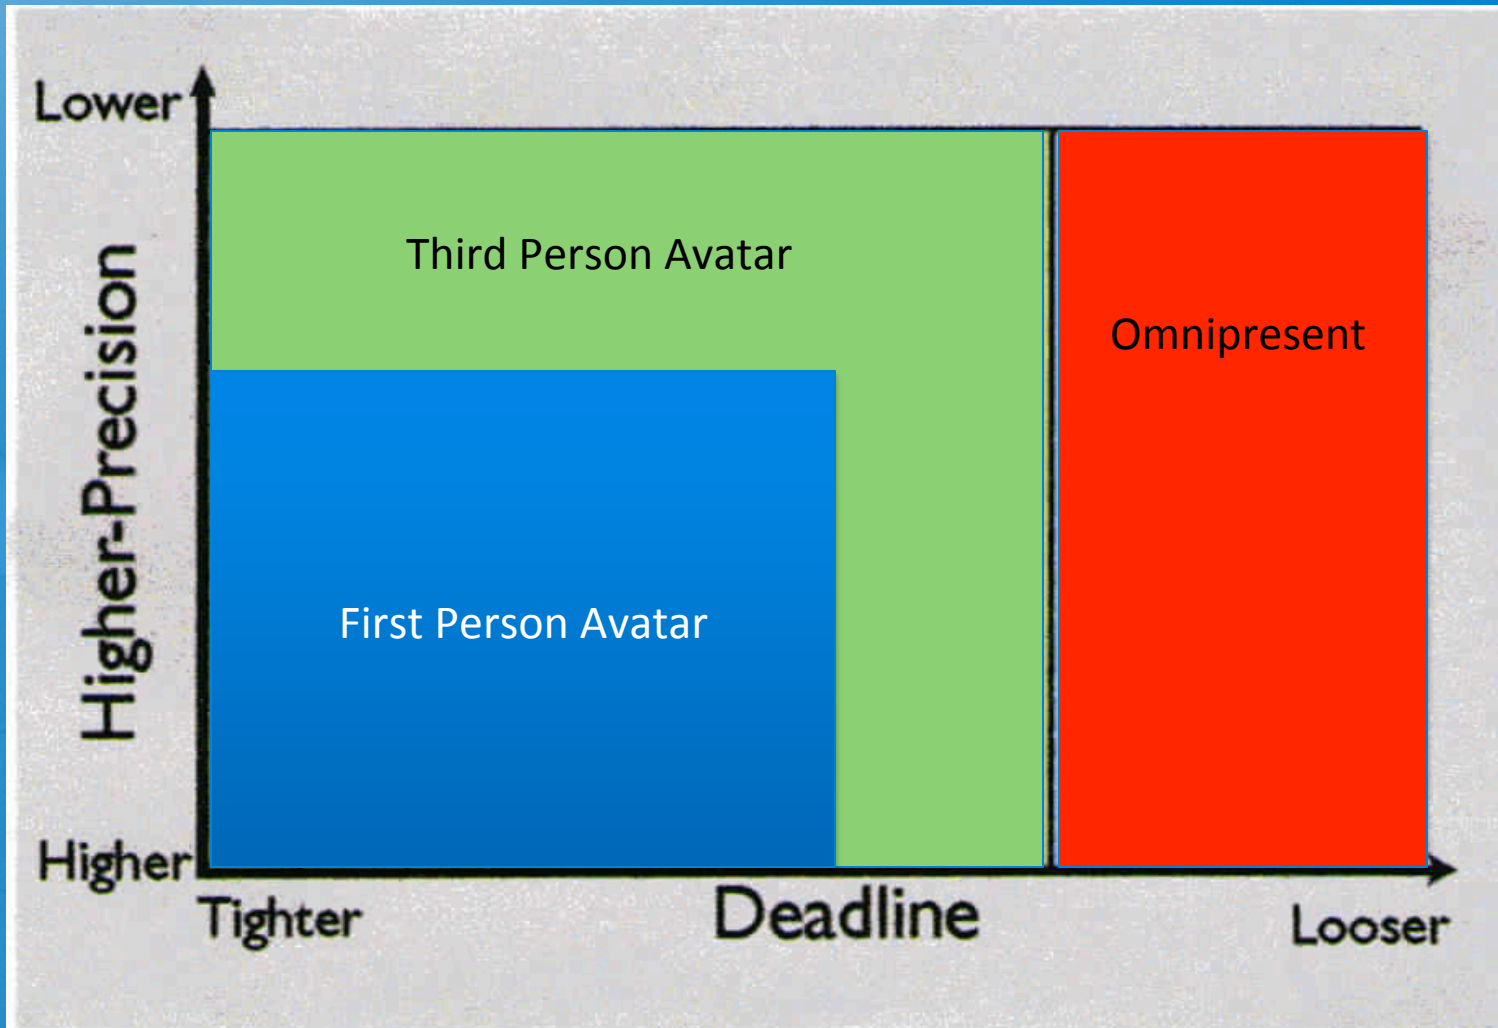 Lower
Higher-Precision
Third Person Avatar
Omnipresent
First Person Avatar
Higher
Tighter
Deadline
Looser